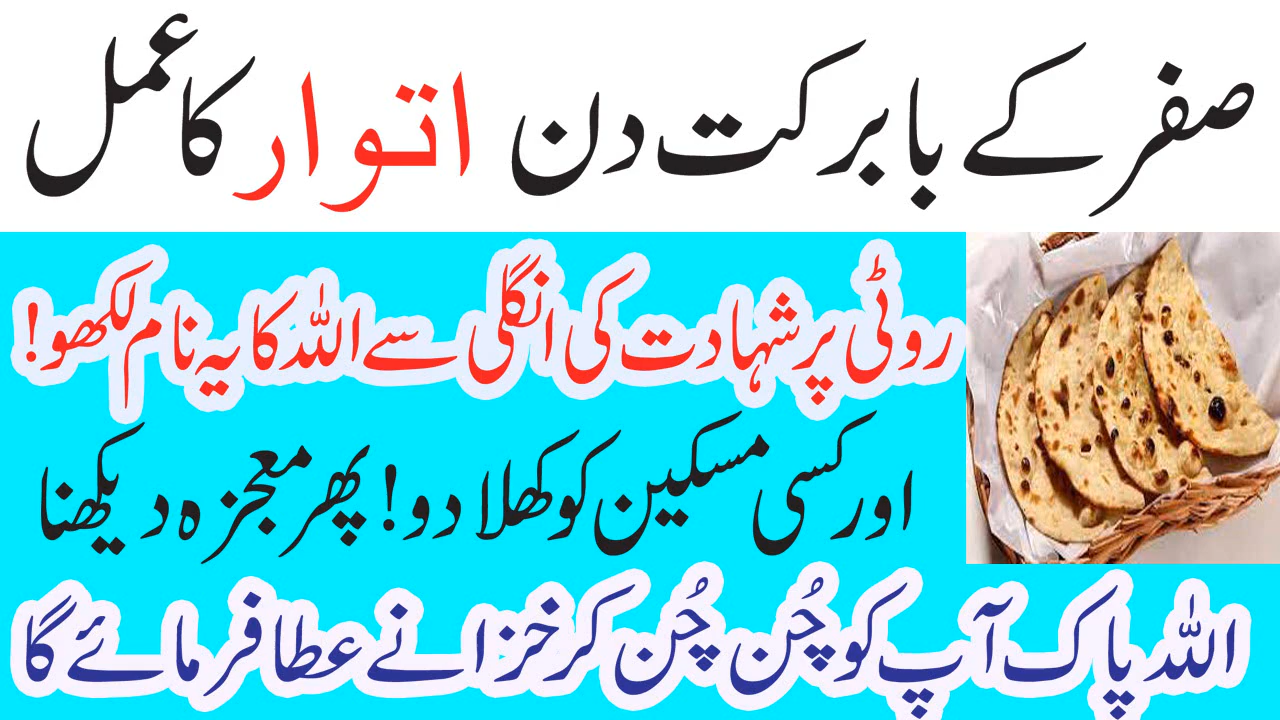 صفر کے بابرکت دن اتوار کا عمل
روٹی پر شہادت کی انگلی سے اللہ کا یہ نام لکھو!
اور کسی مسکین کو کھلا دو! پھر معجزہ دیکھنا
اللہ پاک آپ کو چُن چُن کر خزانے عطا فرمائے گا